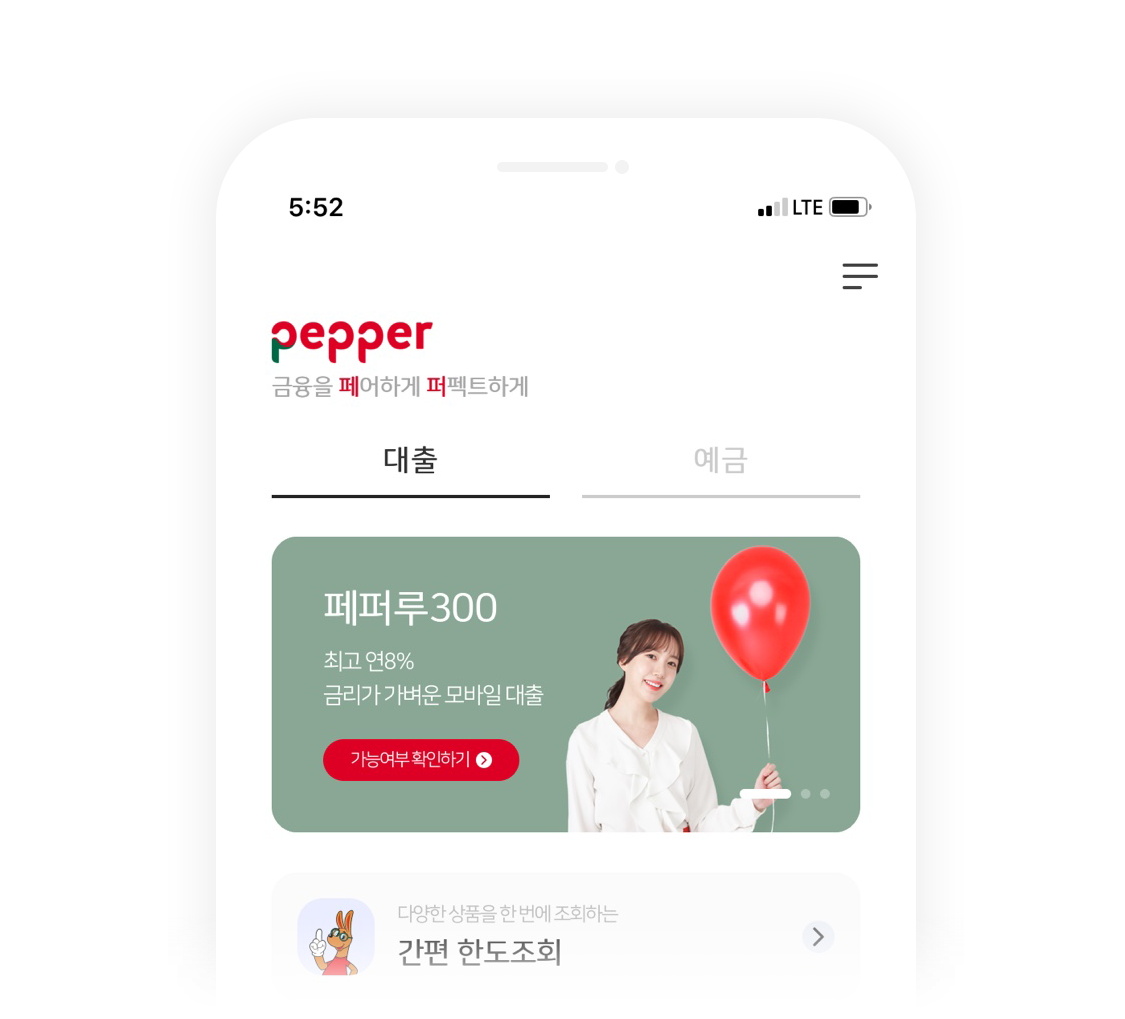 5:52
LTE
pepper
금융을 페어하게 퍼펙트하게
대출
예금
페퍼루300
최고 연8%
금리가 가벼운 모바일 대출
가능여부 확인하기
다양한 상품을 한 번에 조회하는
간편 한도조회